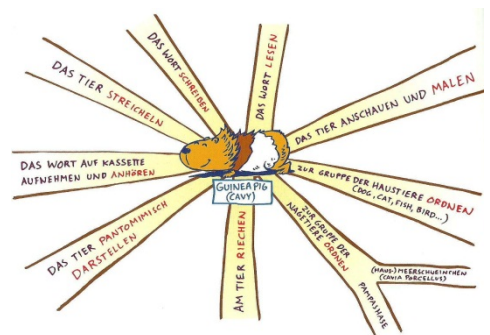 DAS WORT SCHREIBEN
DAS WORT LESEN
DAS TIER STREICHELN
DAS TIER ANSCHAUEN UND MALEN
DAS WORT AUF KASSETTE
AUFNEHMEN UND ANHÖREN
ZUR GRUPPE DER HAUSTIERE ORDNEN
(DOG, CAT, FISH, BIRD...)
GUINEA PIG
(CAVY)
DAS TIER PANTOMIMISCH
DARSTELLEN
AM TIER RIECHEN
ZUR GRUPPE DER
NAGETIERE ORDNEN
(HAUS-)MEERSCHWEINCHEN
(CAVIA PORCELLUS)
PAMPAHASE